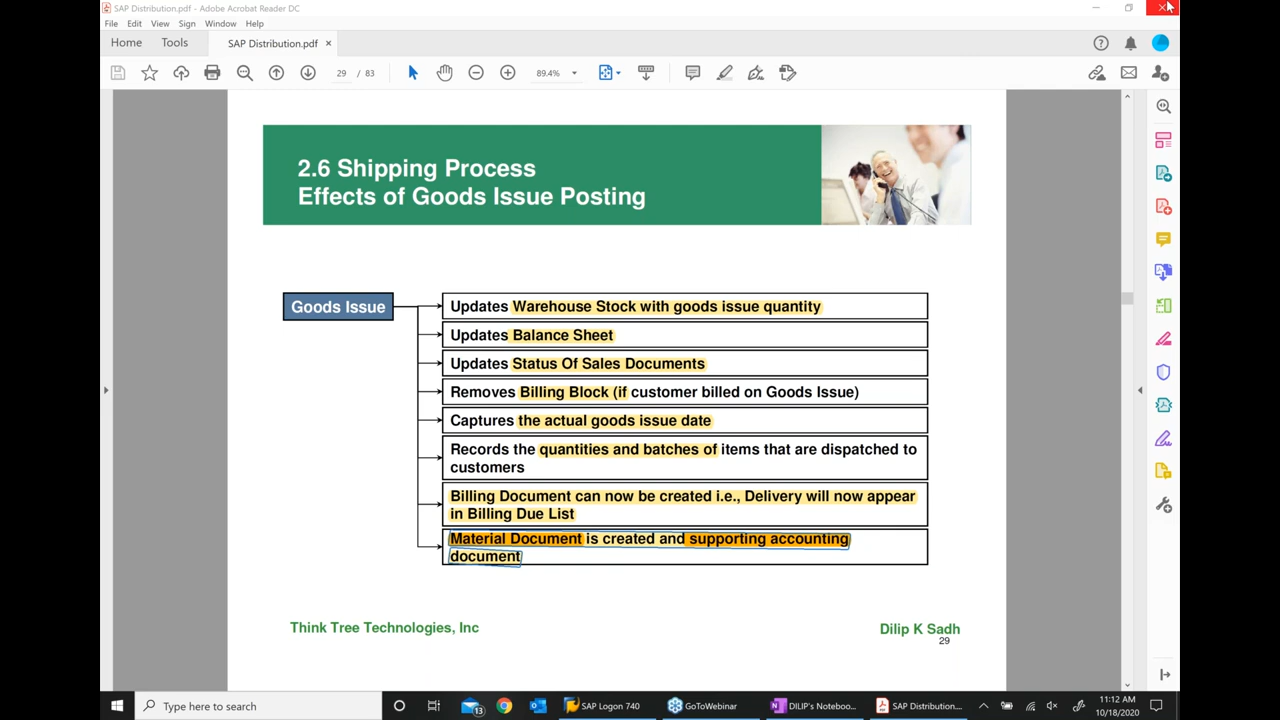 SAP Distribution.pdf - Adobe Acrobat Reader DC
File Edit View Sign Window Help
Home Tools SAP Distribution.pdf ×
29 / 83 89.4%
2.6 Shipping Process
Effects of Goods Issue Posting
Goods Issue
Updates Warehouse Stock with goods issue quantity
Updates Balance Sheet
Updates Status Of Sales Documents
Removes Billing Block (if customer billed on Goods Issue)
Captures the actual goods issue date
Records the quantities and batches of items that are dispatched to
customers
Billing Document can now be created i.e., Delivery will now appear
in Billing Due List
Material Document is created and supporting accounting
document
Think Tree Technologies, Inc
Dilip K Sadh
29
Type here to search
13
SAP Logon 740
GoToWebinar
DILIP's Noteboo...
SAP Distribution....
11:12 AM
10/18/2020